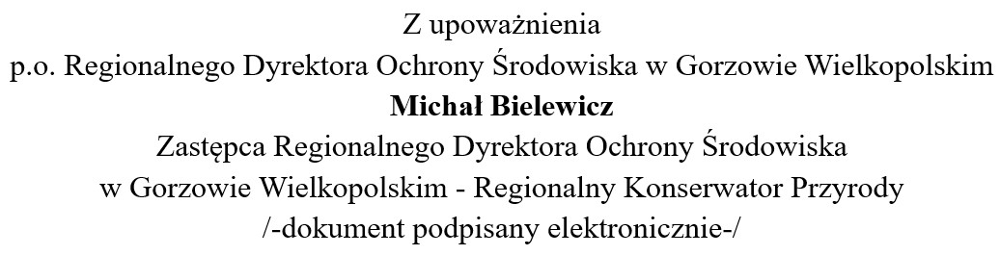 Z upoważnienia
p.o. Regionalnego Dyrektora Ochrony Środowiska w Gorzowie Wielkopolskim
Michał Bielewicz
Zastępca Regionalnego Dyrektora Ochrony Środowiska
w Gorzowie Wielkopolskim - Regionalny Konserwator Przyrody
/-dokument podpisany elektronicznie-/